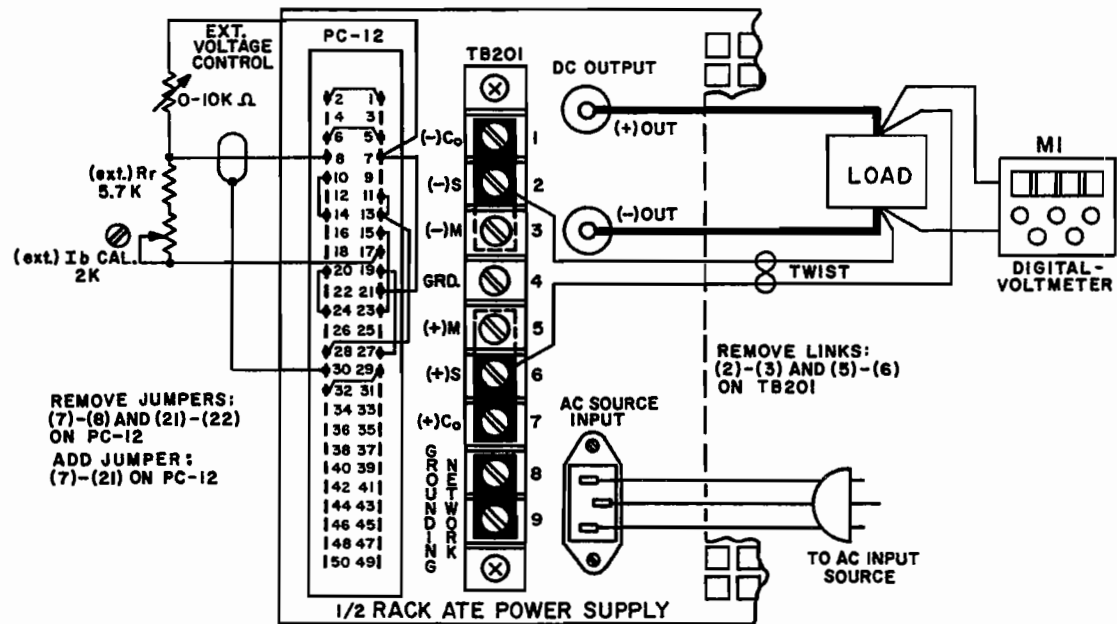 EXT.
VOLTAGE
CONTROL
0-10K Ω
(ext.) Rr
5.7 K
(ext.) Ib CAL.
2K
REMOVE JUMPERS:
(7)-(8) AND (21)-(22)
ON PC-12
ADD JUMPER:
(7)-(21) ON PC-12
PC-12
2 1
4 3
6 5
8 7
10 9
12 11
14 13
16 15
18 17
20 19
22 21
24 23
26 25
28 27
30 29
32 31
34 33
36 35
38 37
40 39
42 41
44 43
46 45
48 47
50 49
TB201
(-)Co 1
(-)S 2
(-)M 3
GRD. 4
(+)M 5
(+)S 6
(+)Co 7
8
9
GROUNDING
NETWORK
DC OUTPUT
(+) OUT
(-) OUT
LOAD
M1
DIGITAL-
VOLTMETER
TWIST
REMOVE LINKS:
(2)-(3) AND (5)-(6)
ON TB201
AC SOURCE
INPUT
TO AC INPUT
SOURCE
1/2 RACK ATE POWER SUPPLY